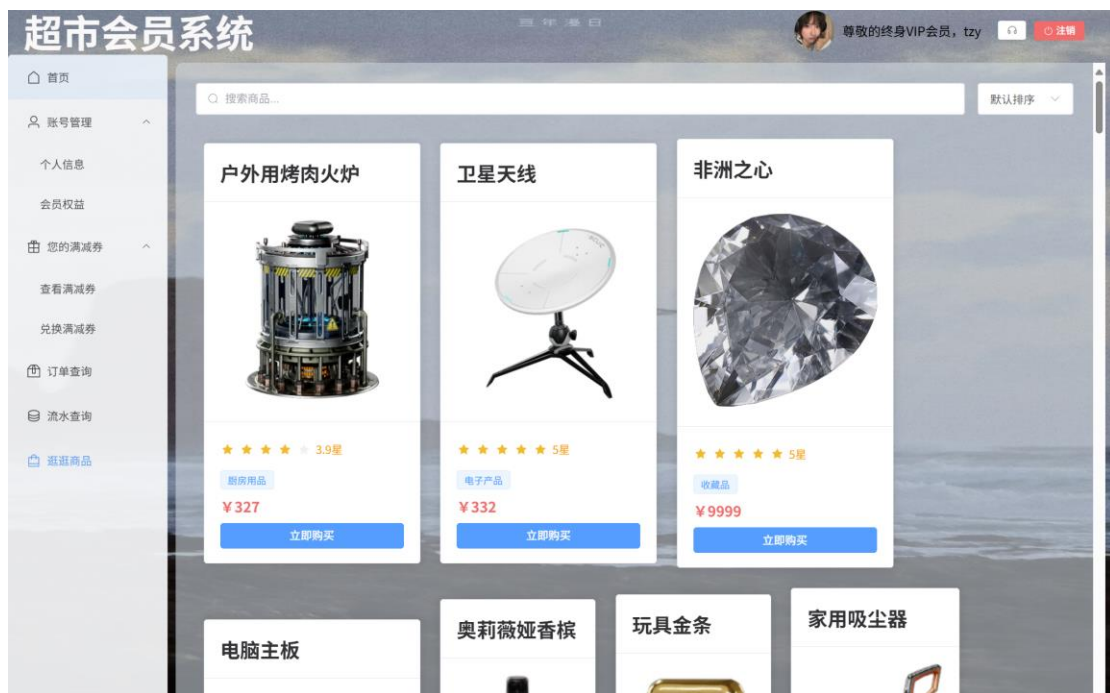 超市会员系统
尊敬的终身VIP会员，tzy
注销
首页
账号管理
个人信息
会员权益
您的满减券
查看满减券
兑换满减券
订单查询
流水查询
逛逛商品
搜索商品...
默认排序
户外用烤肉火炉
3.9星
厨房用品
￥327
立即购买
卫星天线
5星
电子产品
￥332
立即购买
非洲之心
5星
收藏品
￥9999
立即购买
电脑主板
奥莉薇娅香槟
玩具金条
家用吸尘器